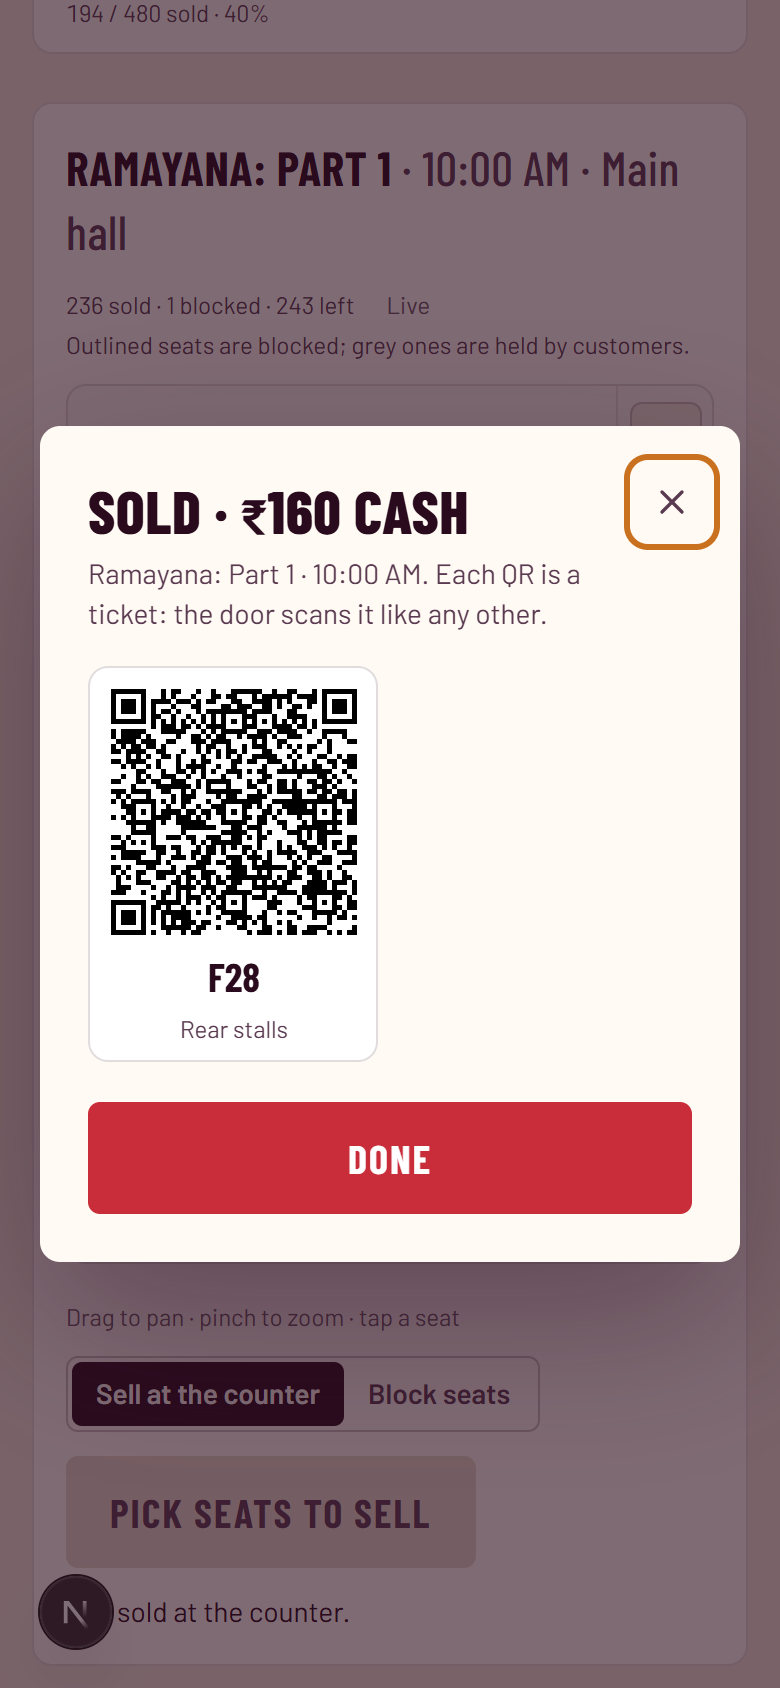 194 / 480 sold · 40%
RAMAYANA: PART 1 · 10:00 AM · Main
hall
236 sold · 1 blocked · 243 left Live
Outlined seats are blocked; grey ones are held by customers.
SOLD · ₹160 CASH
Ramayana: Part 1 · 10:00 AM. Each QR is a
ticket: the door scans it like any other.
F28
Rear stalls
DONE
Drag to pan · pinch to zoom · tap a seat
Sell at the counter Block seats
PICK SEATS TO SELL
N sold at the counter.